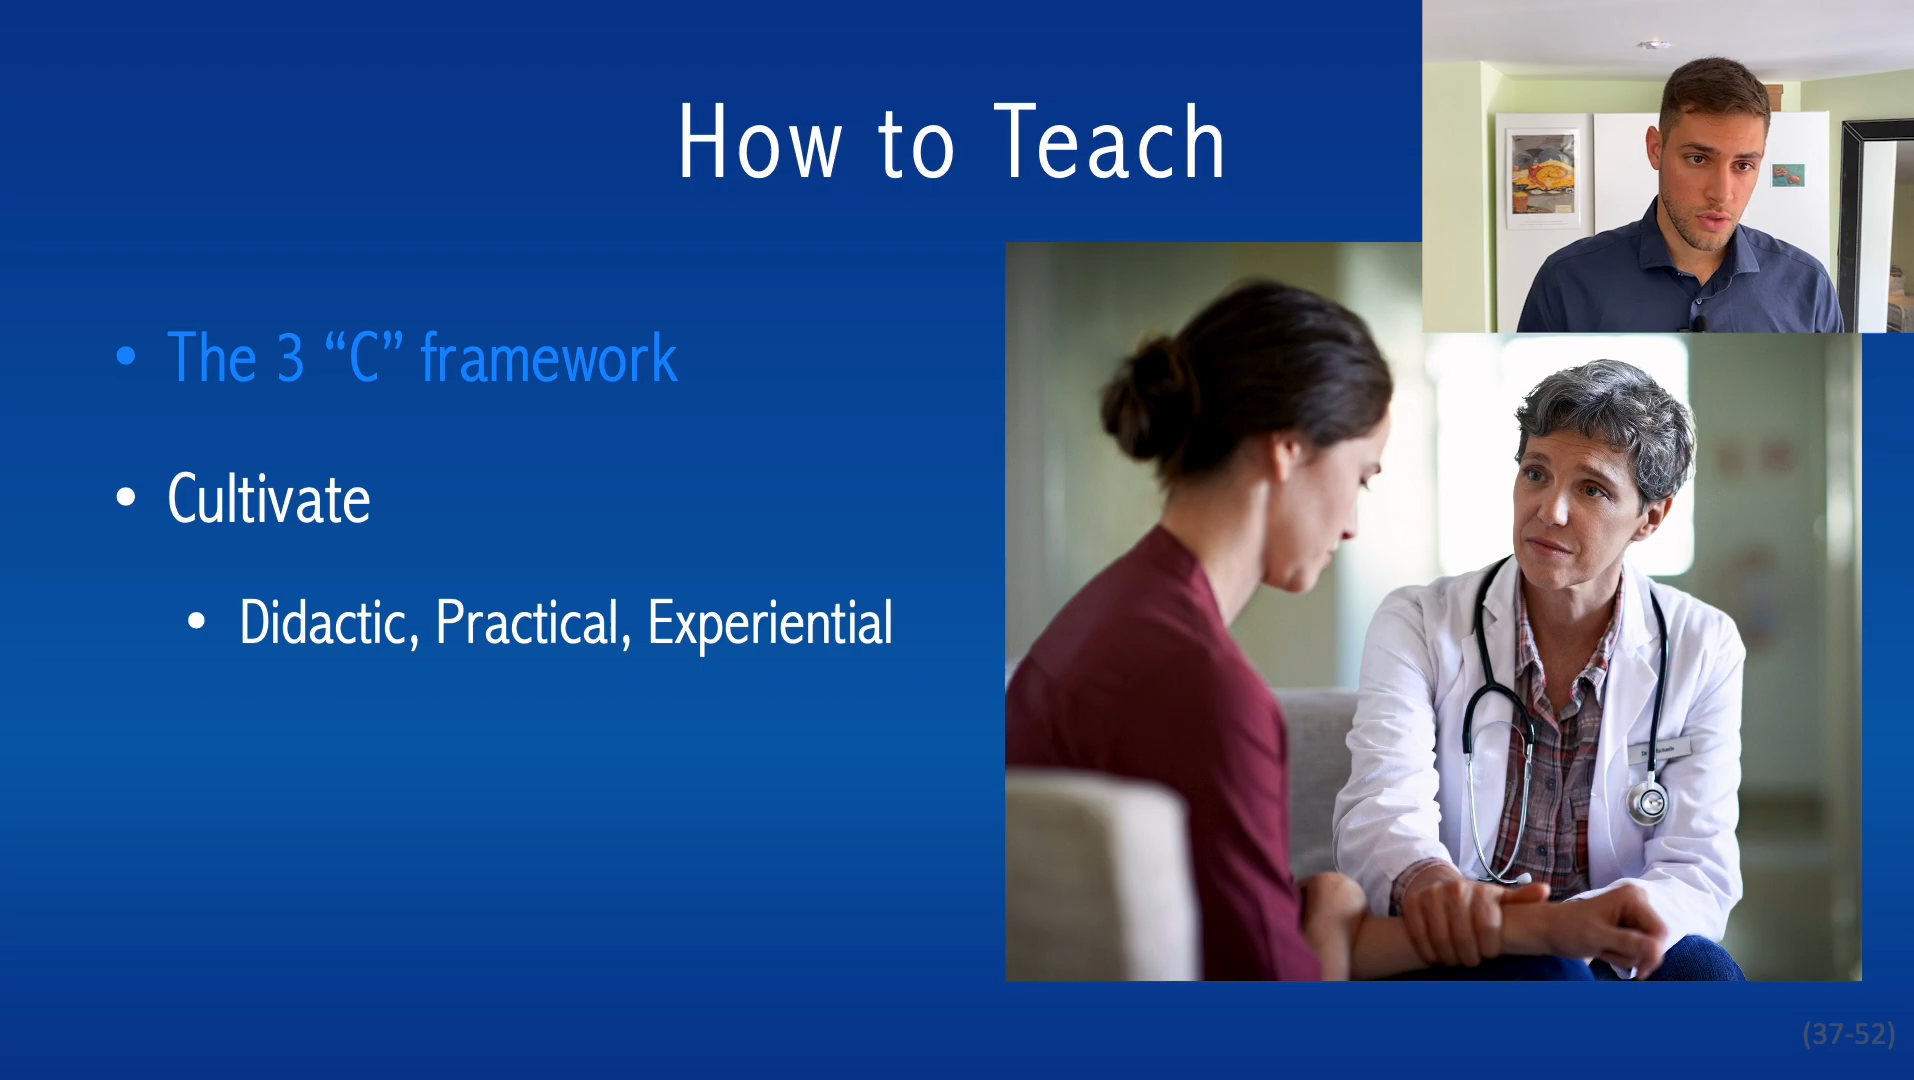 How to Teach
• The 3 “C” framework
• Cultivate
• Didactic, Practical, Experiential
(37-52)